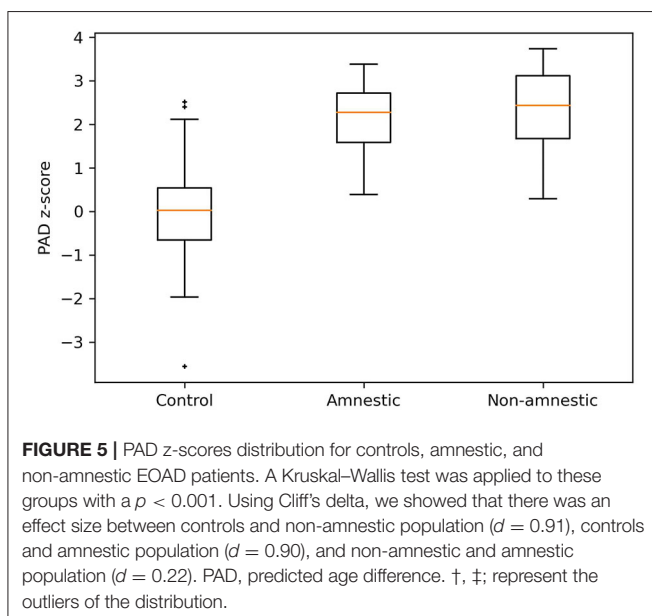 4
3
2
1
0
−1
−2
−3
PAD z-score
Control Amnestic Non-amnestic
FIGURE 5 | PAD z-scores distribution for controls, amnestic, and
non-amnestic EOAD patients. A Kruskal–Wallis test was applied to these
groups with a p < 0.001. Using Cliff's delta, we showed that there was an
effect size between controls and non-amnestic population (d = 0.91), controls
and amnestic population (d = 0.90), and non-amnestic and amnestic
population (d = 0.22). PAD, predicted age difference. †, ‡; represent the
outliers of the distribution.